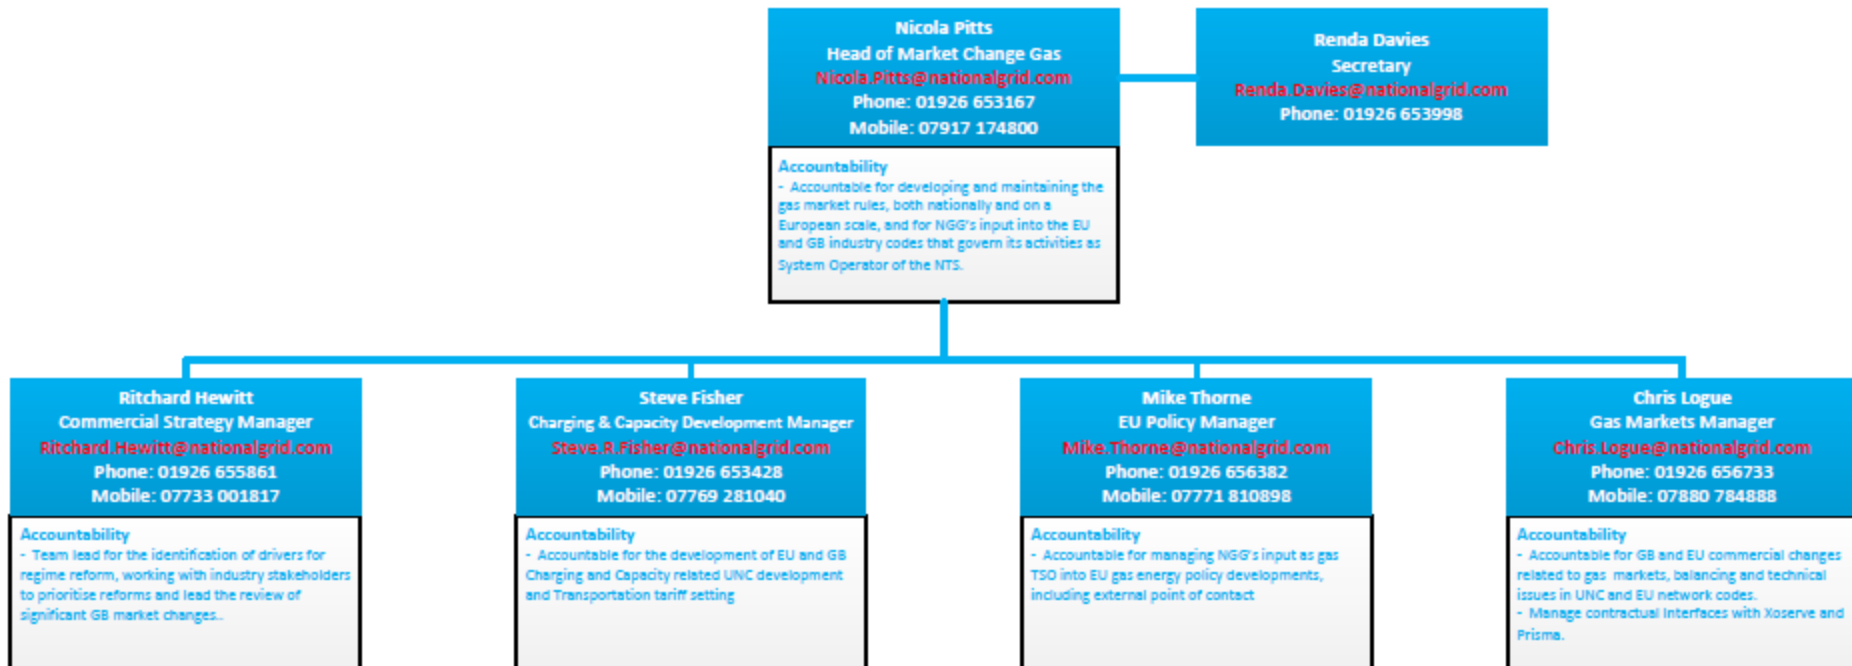 Nicola Pitts
Head of Market Change Gas
Nicola.Pitts@nationalgrid.com
Phone: 01926 653167
Mobile: 07917 174800
Accountability
- Accountable for developing and maintaining the
gas market rules, both nationally and on a
European scale, and for NGG's input into the EU
and GB industry codes that govern its activities as
System Operator of the NTS.
Renda Davies
Secretary
Renda.Davies@nationalgrid.com
Phone: 01926 653998
Ritchard Hewitt
Commercial Strategy Manager
Ritchard.Hewitt@nationalgrid.com
Phone: 01926 655861
Mobile: 07733 001817
Accountability
- Team lead for the identification of drivers for
regime reform, working with industry stakeholders
to prioritise reforms and lead the review of
significant GB market changes..
Steve Fisher
Charging & Capacity Development Manager
Steve.R.Fisher@nationalgrid.com
Phone: 01926 653428
Mobile: 07769 281040
Accountability
- Accountable for the development of EU and GB
Charging and Capacity related UNC development
and Transportation tariff setting
Mike Thorne
EU Policy Manager
Mike.Thorne@nationalgrid.com
Phone: 01926 656382
Mobile: 07771 810898
Accountability
- Accountable for managing NGG's input as gas
TSO into EU gas energy policy developments,
including external point of contact
Chris Logue
Gas Markets Manager
Chris.Logue@nationalgrid.com
Phone: 01926 656733
Mobile: 07880 784888
Accountability
- Accountable for GB and EU commercial changes
related to gas markets, balancing and technical
issues in UNC and EU network codes.
- Manage contractual Interfaces with Xoserve and
Prisma.